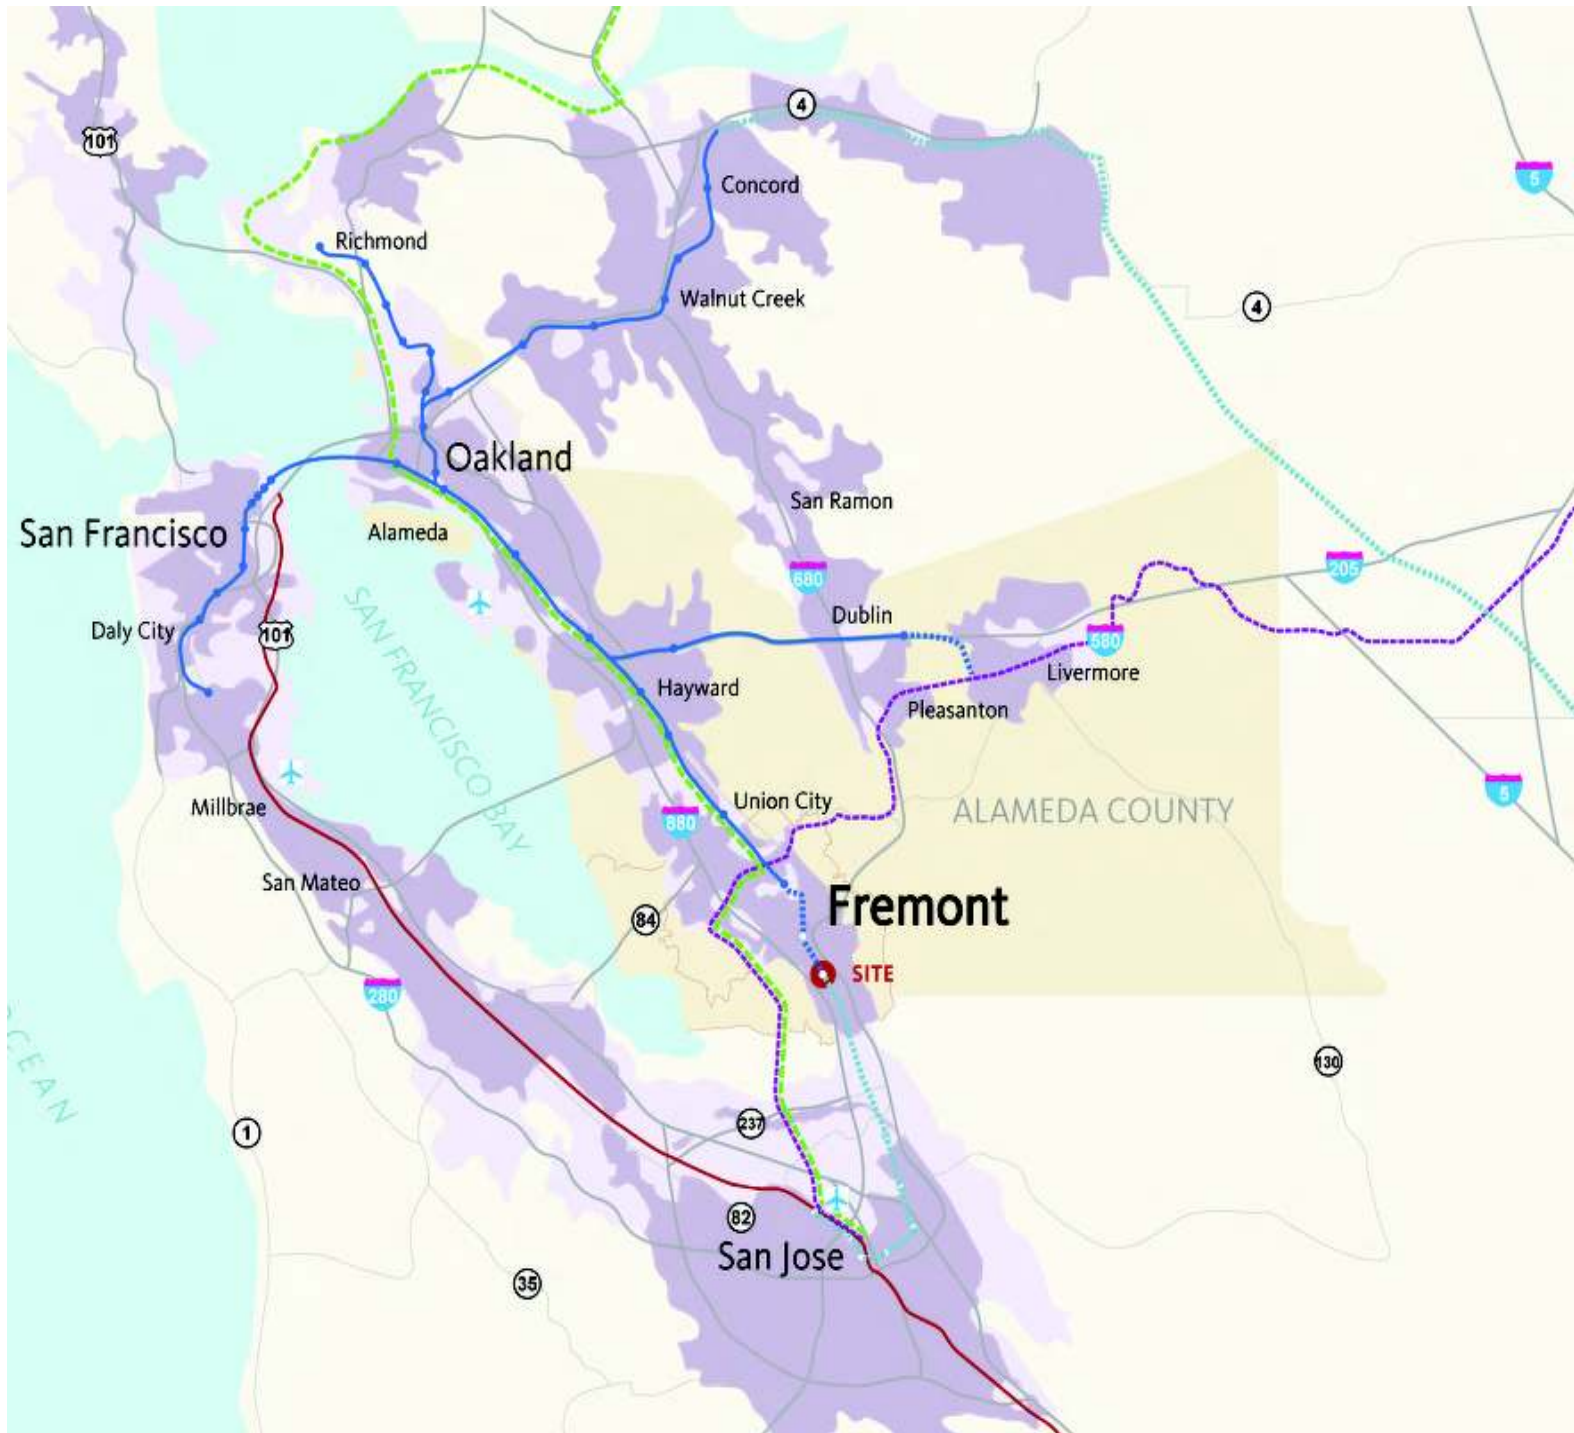 4
101
5
Concord
Richmond
Walnut Creek
4
Oakland
San Ramon
San Francisco
Alameda
205
680
Dublin
SAN FRANCISCO BAY
Daly City
101
580
Livermore
Hayward
Pleasanton
Union City
ALAMEDA COUNTY
5
Millbrae
880
San Mateo
Fremont
84
SITE
280
OCEAN
130
237
1
82
San Jose
35